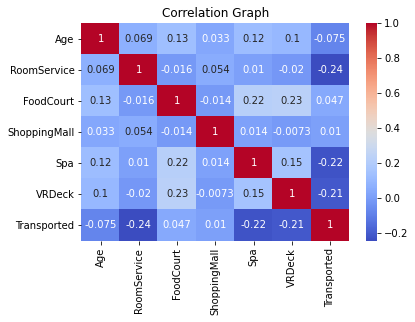 Correlation Graph
Age 1 0.069 0.13 0.033 0.12 0.1 -0.075
RoomService 0.069 1 -0.016 0.054 0.01 -0.02 -0.24
FoodCourt 0.13 -0.016 1 -0.014 0.22 0.23 0.047
ShoppingMall 0.033 0.054 -0.014 1 0.014 -0.0073 0.01
Spa 0.12 0.01 0.22 0.014 1 0.15 -0.22
VRDeck 0.1 -0.02 0.23 -0.0073 0.15 1 -0.21
Transported -0.075 -0.24 0.047 0.01 -0.22 -0.21 1
Age RoomService FoodCourt ShoppingMall Spa VRDeck Transported
1.0
0.8
0.6
0.4
0.2
0.0
-0.2